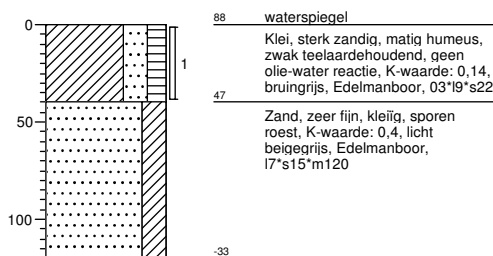 0
88 waterspiegel
Klei, sterk zandig, matig humeus,
zwak teelaardehoudend, geen
olie-water reactie, K-waarde: 0,14,
bruingrijs, Edelmanboor, 03*l9*s22
1
47
Zand, zeer fijn, kleiïg, sporen
roest, K-waarde: 0,4, licht
beigegrijs, Edelmanboor,
l7*s15*m120
50
100
-33